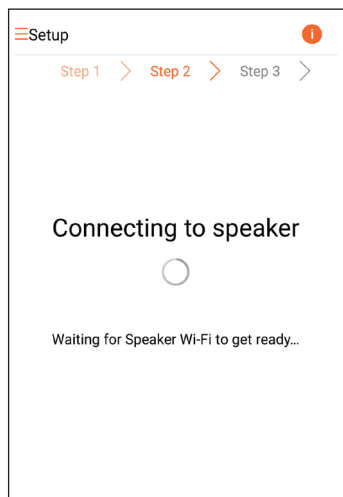 Setup
i
Step 1 Step 2 Step 3
Connecting to speaker
Waiting for Speaker Wi-Fi to get ready...